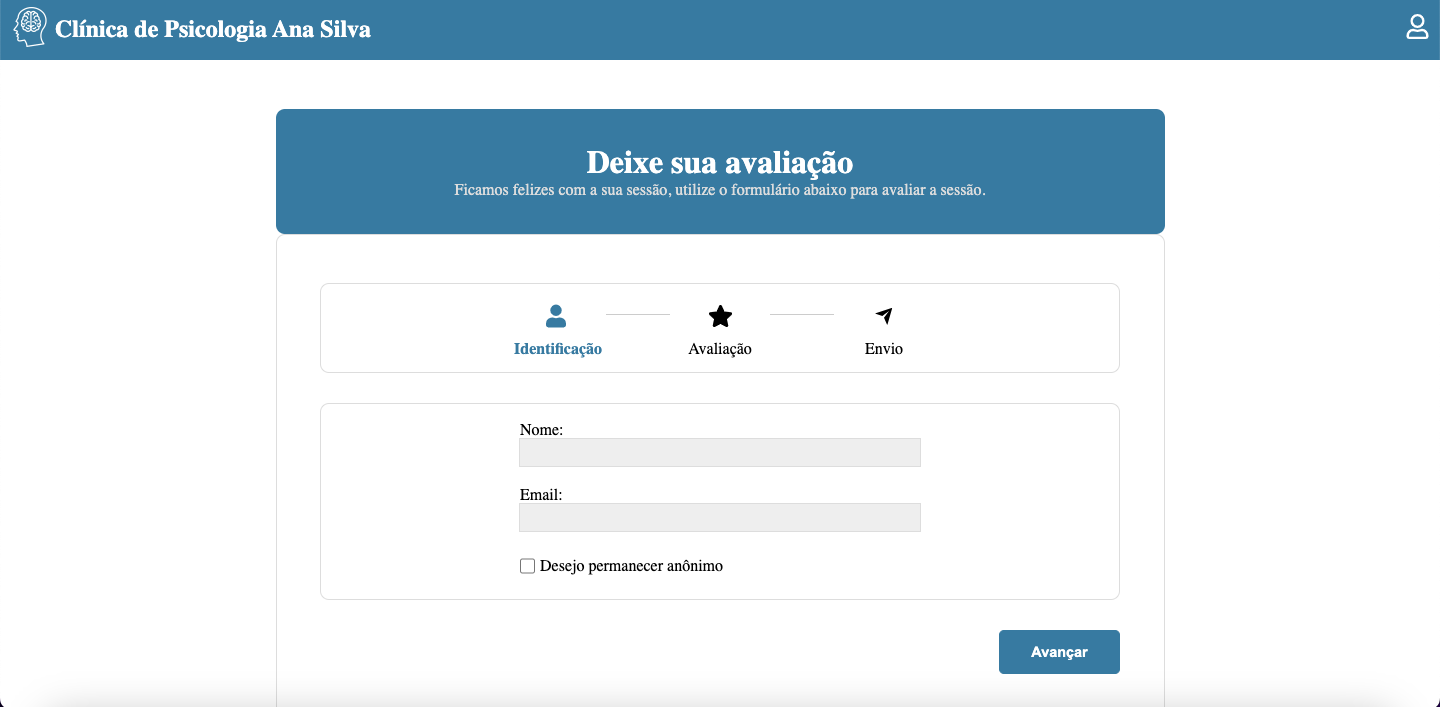 Clínica de Psicologia Ana Silva
Deixe sua avaliação
Ficamos felizes com a sua sessão, utilize o formulário abaixo para avaliar a sessão.
Identificação
Avaliação
Envio
Nome:
Email:
Desejo permanecer anônimo
Avançar